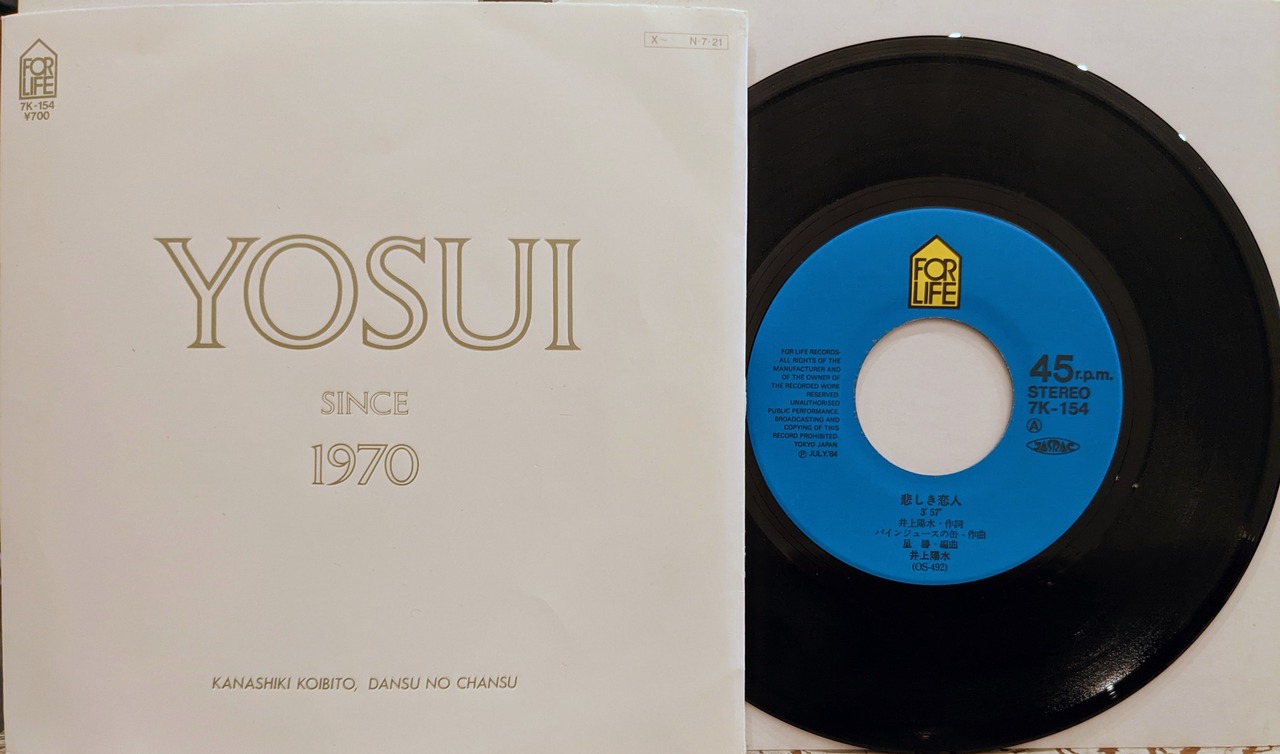 FOR
LIFE
7K-154
¥700
X~ N-7-21
YOSUI
SINCE
1970
KANASHIKI KOIBITO, DANSU NO CHANSU
FOR
LIFE
FOR LIFE RECORDS·
ALL RIGHTS OF THE
MANUFACTURER AND
OF THE OWNER OF
THE RECORDED WORK
RESERVED.
UNAUTHORISED
PUBLIC PERFORMANCE,
BROADCASTING AND
COPYING OF THIS
RECORD PROHIBITED.
TOKYO JAPAN.
Ⓟ JULY.'84
45 r.p.m.
STEREO
7K-154
Ⓐ
JASRAC
悲しき恋人
3′57″
井上陽水・作詞
パインジュースの缶・作曲
星 勝・編曲
井上陽水
(OS-492)